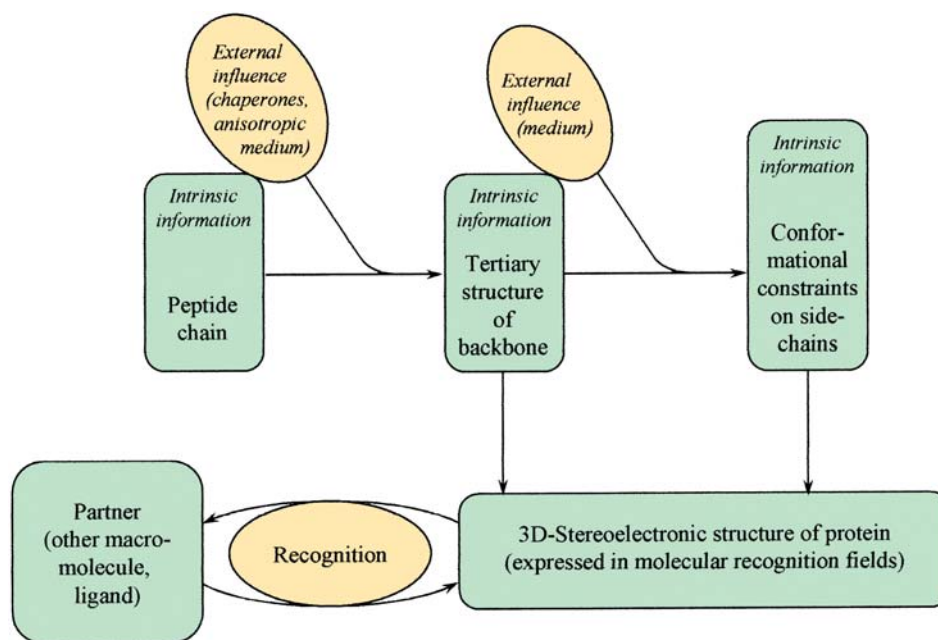 External
influence
(chaperones,
anisotropic
medium)
External
influence
(medium)
Intrinsic
information
Peptide
chain
Intrinsic
information
Tertiary
structure
of
backbone
Intrinsic
information
Confor-
mational
constraints
on side-
chains
Partner
(other macro-
molecule,
ligand)
Recognition
3D-Stereoelectronic structure of protein
(expressed in molecular recognition fields)